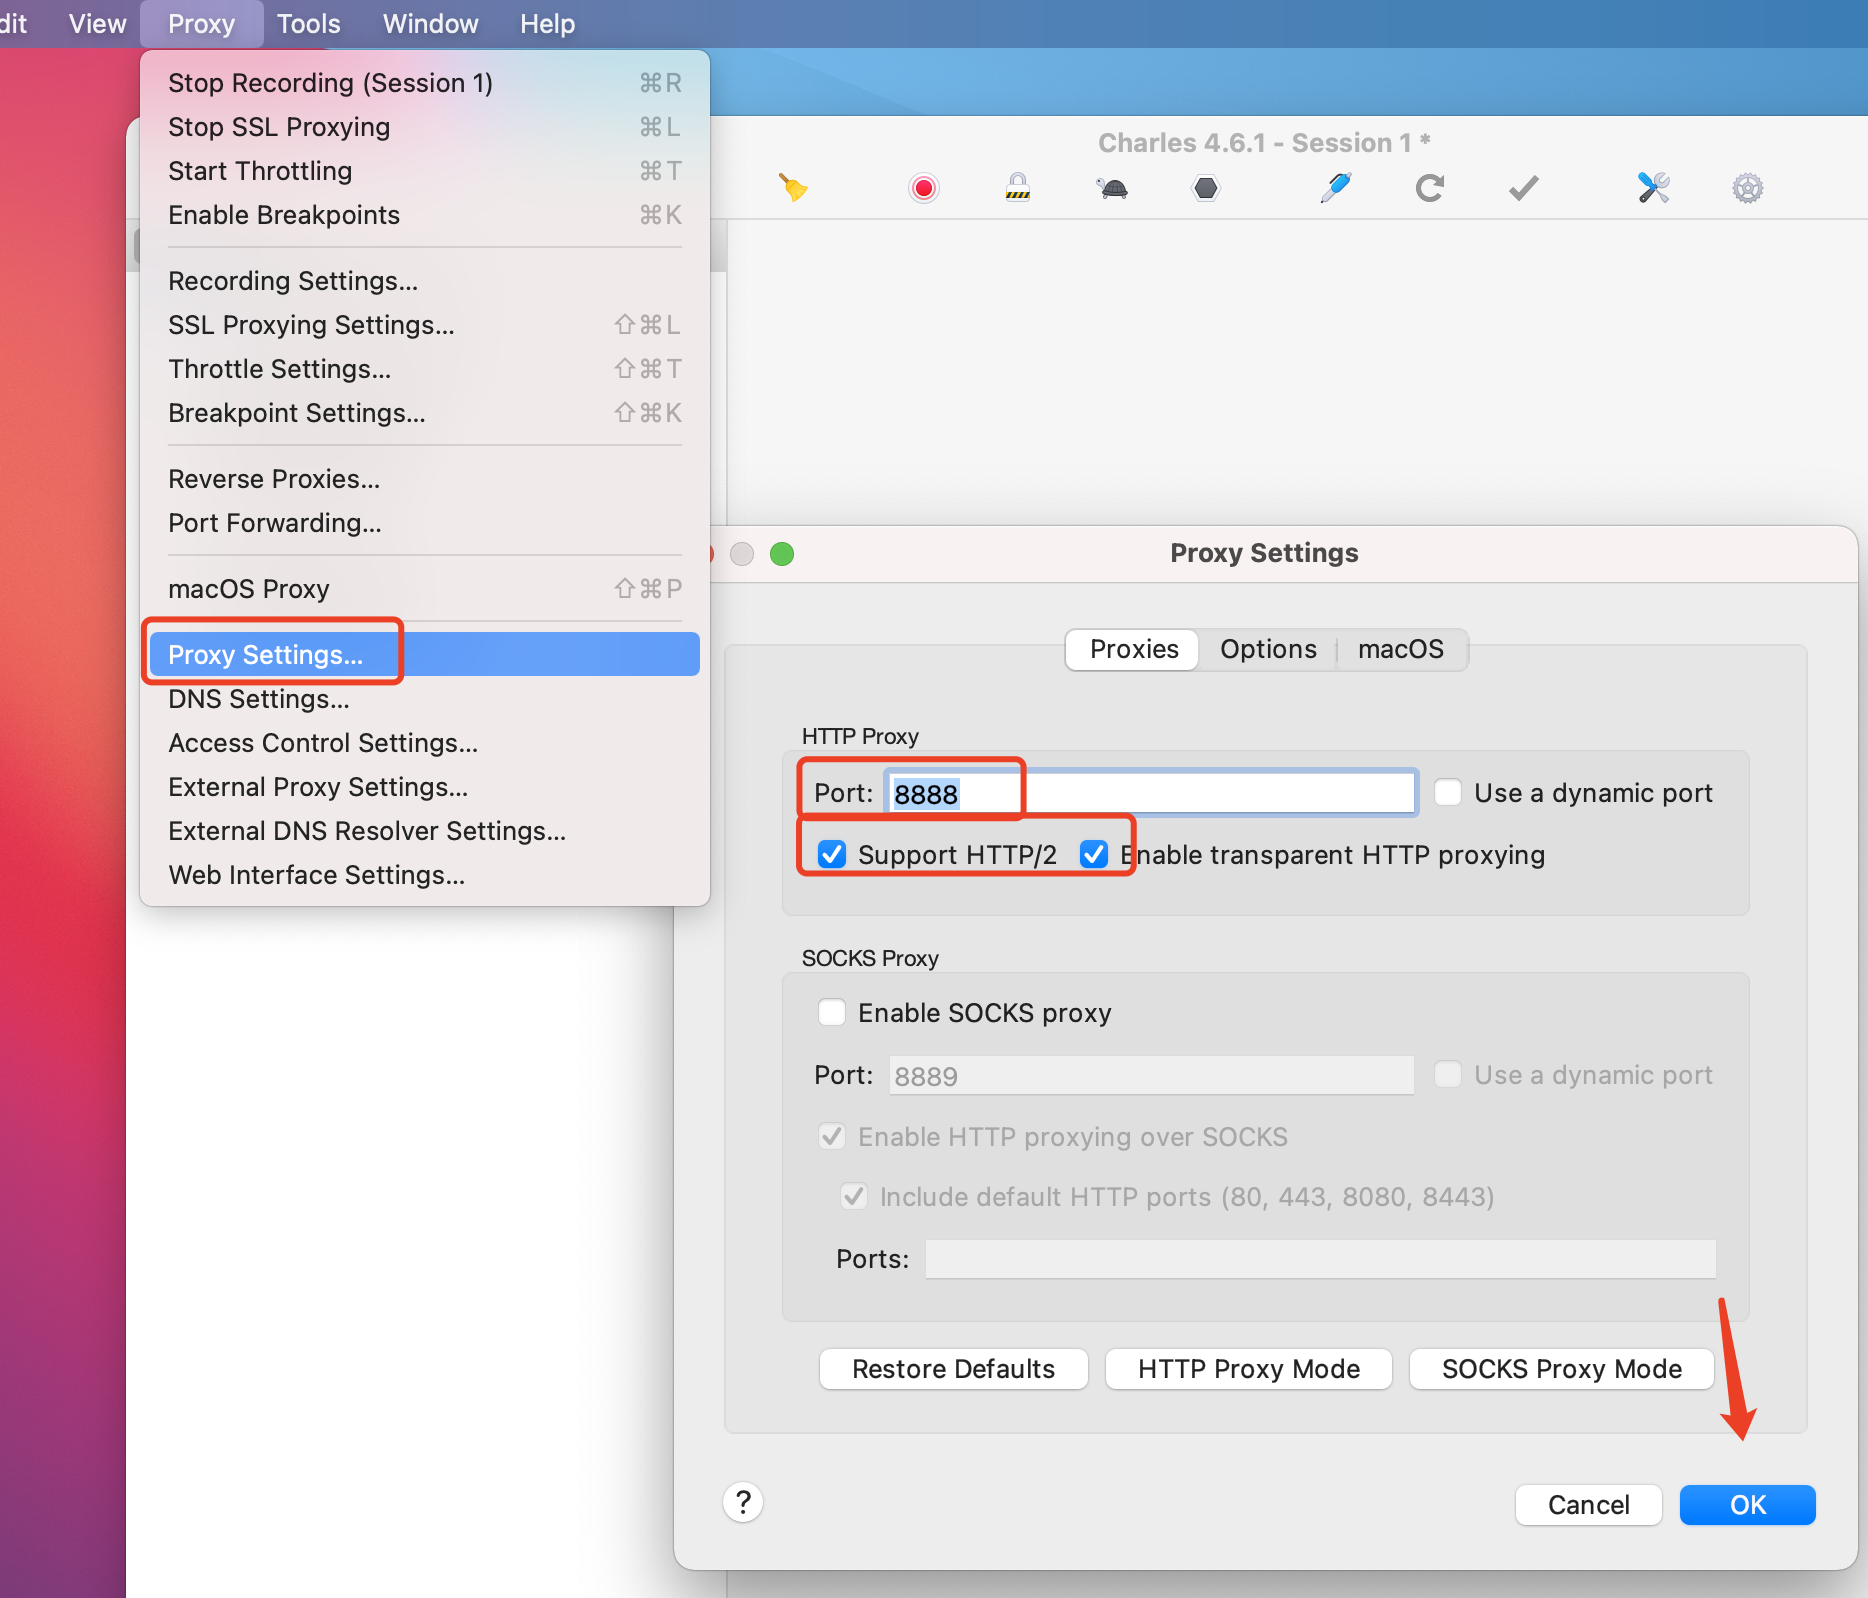 dit View Proxy Tools Window Help
Stop Recording (Session 1) ⌘R
Stop SSL Proxying ⌘L
Start Throttling ⌘T
Enable Breakpoints ⌘K
Recording Settings...
SSL Proxying Settings... ⇧⌘L
Throttle Settings... ⇧⌘T
Breakpoint Settings... ⇧⌘K
Reverse Proxies...
Port Forwarding...
macOS Proxy ⇧⌘P
Proxy Settings...
DNS Settings...
Access Control Settings...
External Proxy Settings...
External DNS Resolver Settings...
Web Interface Settings...
Charles 4.6.1 - Session 1 *
Proxy Settings
Proxies Options macOS
HTTP Proxy
Port: 8888 Use a dynamic port
Support HTTP/2 Enable transparent HTTP proxying
SOCKS Proxy
Enable SOCKS proxy
Port: 8889 Use a dynamic port
Enable HTTP proxying over SOCKS
Include default HTTP ports (80, 443, 8080, 8443)
Ports:
Restore Defaults HTTP Proxy Mode SOCKS Proxy Mode
? Cancel OK